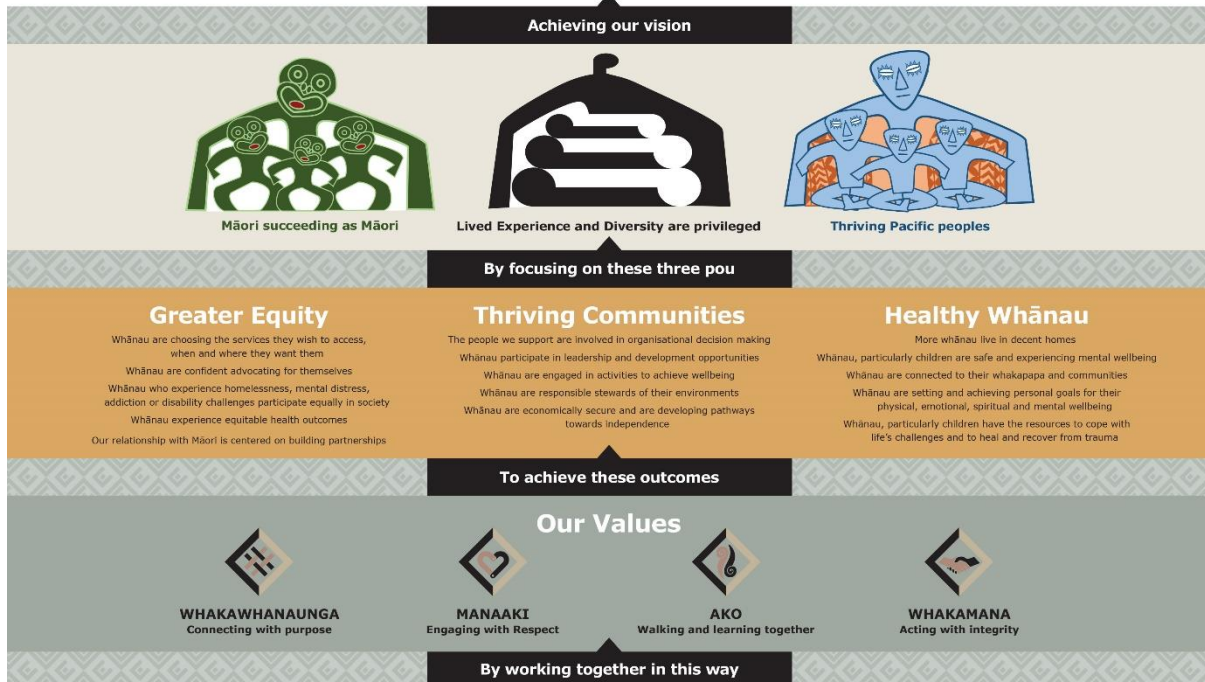 Achieving our vision
Māori succeeding as Māori
Lived Experience and Diversity are privileged
Thriving Pacific peoples
By focusing on these three pou
Greater Equity
Whānau are choosing the services they wish to access,
when and where they want them
Whānau are confident advocating for themselves
Whānau who experience homelessness, mental distress,
addiction or disability challenges participate equally in society
Whānau experience equitable health outcomes
Our relationship with Māori is centered on building partnerships
Thriving Communities
The people we support are involved in organisational decision making
Whānau participate in leadership and development opportunities
Whānau are engaged in activities to achieve wellbeing
Whānau are responsible stewards of their environments
Whānau are economically secure and are developing pathways
towards independence
Healthy Whānau
More whānau live in decent homes
Whānau, particularly children are safe and experiencing mental wellbeing
Whānau are connected to their whakapapa and communities
Whānau are setting and achieving personal goals for their
physical, emotional, spiritual and mental wellbeing
Whānau, particularly children have the resources to cope with
life's challenges and to heal and recover from trauma
To achieve these outcomes
Our Values
WHAKAWHANAUNGA
Connecting with purpose
MANAAKI
Engaging with Respect
AKO
Walking and learning together
WHAKAMANA
Acting with integrity
By working together in this way